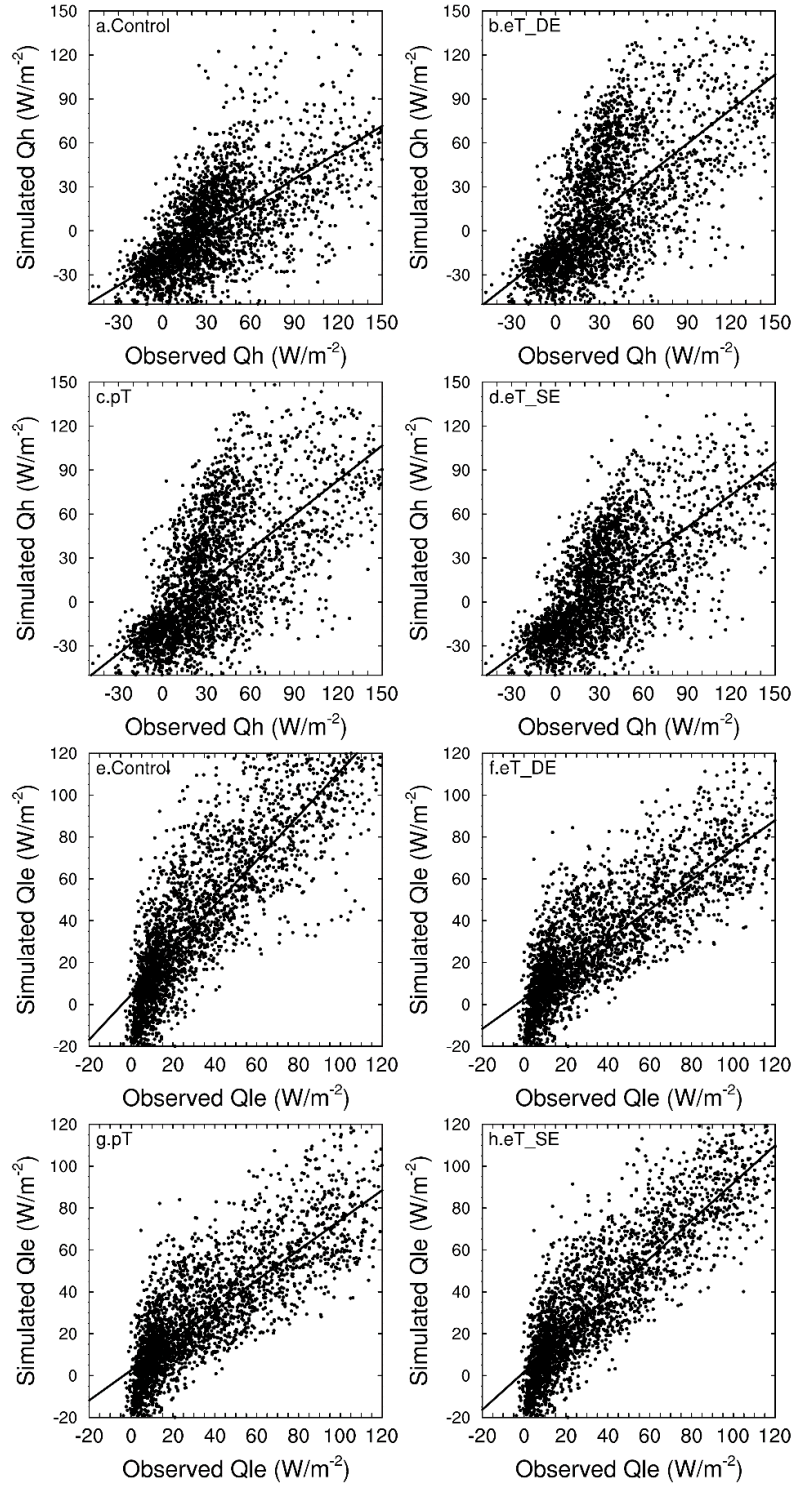 a.Control
150
120
90
60
30
0
-30
Simulated Qh (W/m-2)
-30 0 30 60 90 120 150
Observed Qh (W/m-2)
b.eT_DE
150
120
90
60
30
0
-30
Simulated Qh (W/m-2)
-30 0 30 60 90 120 150
Observed Qh (W/m-2)
c.pT
150
120
90
60
30
0
-30
Simulated Qh (W/m-2)
-30 0 30 60 90 120 150
Observed Qh (W/m-2)
d.eT_SE
150
120
90
60
30
0
-30
Simulated Qh (W/m-2)
-30 0 30 60 90 120 150
Observed Qh (W/m-2)
e.Control
120
100
80
60
40
20
0
-20
Simulated Qle (W/m-2)
-20 0 20 40 60 80 100 120
Observed Qle (W/m-2)
f.eT_DE
120
100
80
60
40
20
0
-20
Simulated Qle (W/m-2)
-20 0 20 40 60 80 100 120
Observed Qle (W/m-2)
g.pT
120
100
80
60
40
20
0
-20
Simulated Qle (W/m-2)
-20 0 20 40 60 80 100 120
Observed Qle (W/m-2)
h.eT_SE
120
100
80
60
40
20
0
-20
Simulated Qle (W/m-2)
-20 0 20 40 60 80 100 120
Observed Qle (W/m-2)